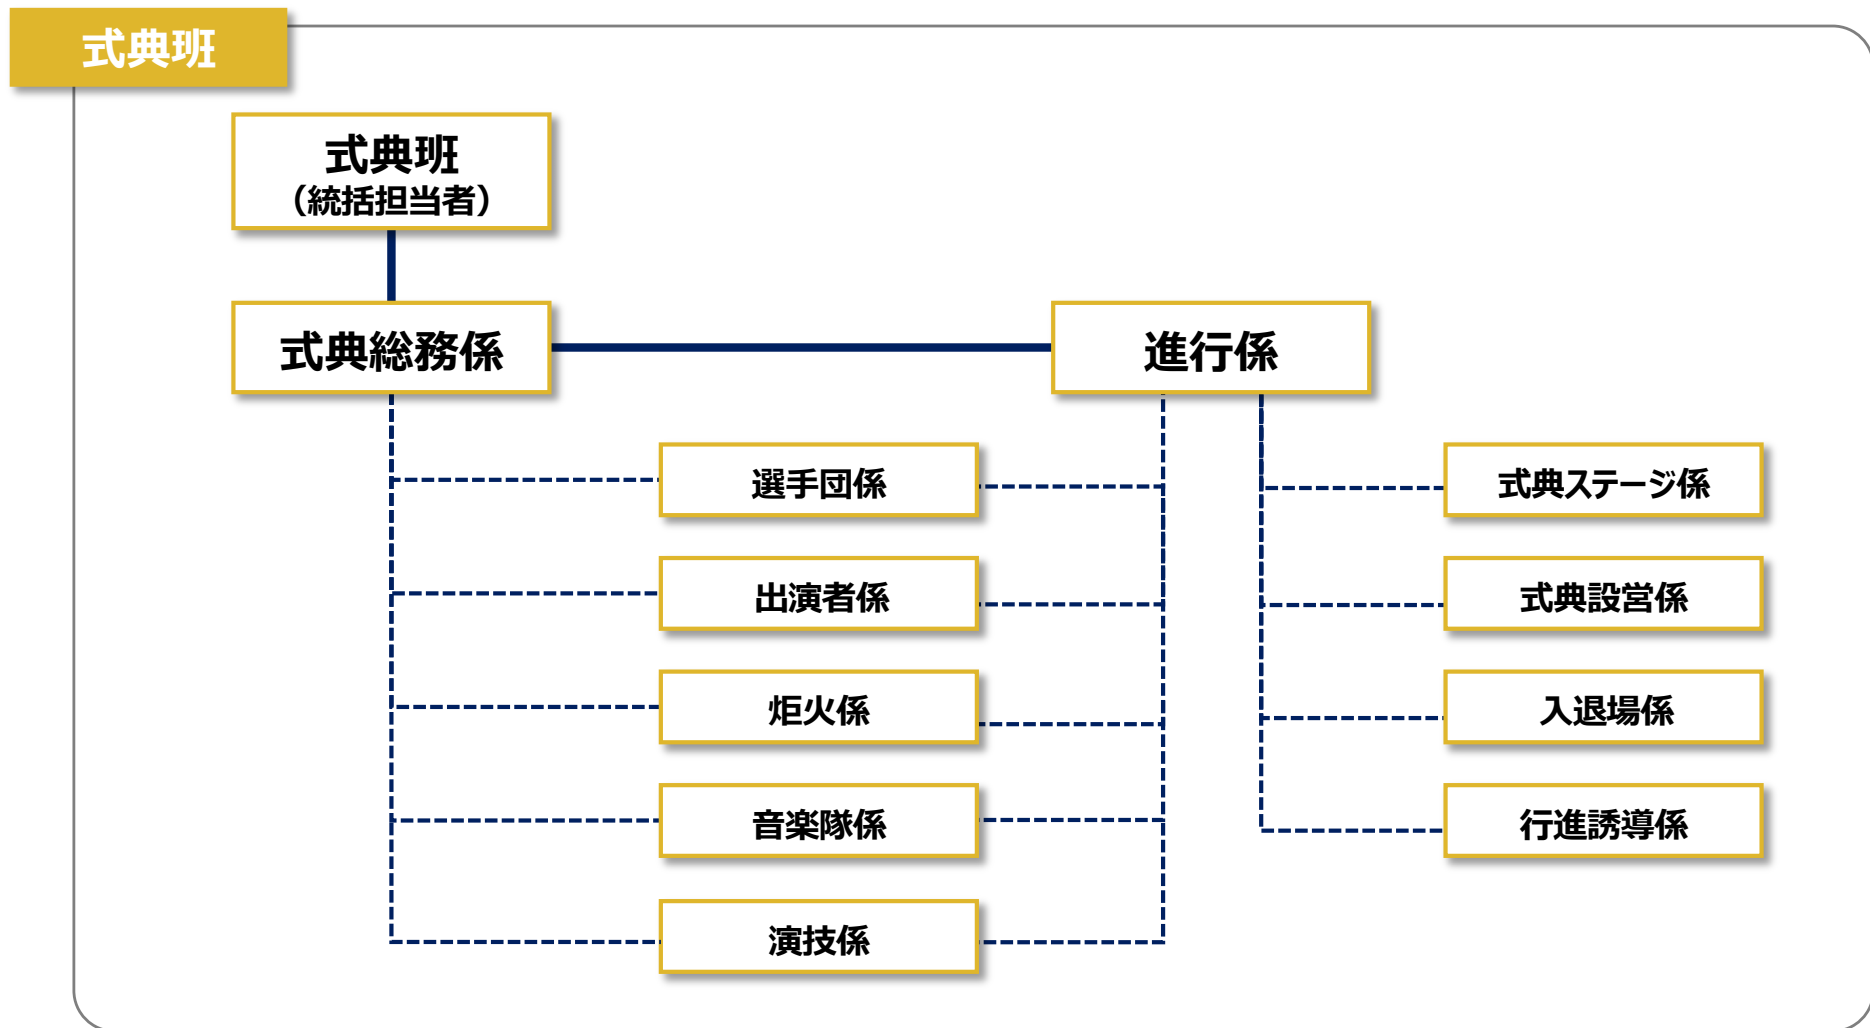 式典班
式典班
（統括担当者）
式典総務係
進行係
選手団係
式典ステージ係
出演者係
式典設営係
炬火係
入退場係
音楽隊係
行進誘導係
演技係